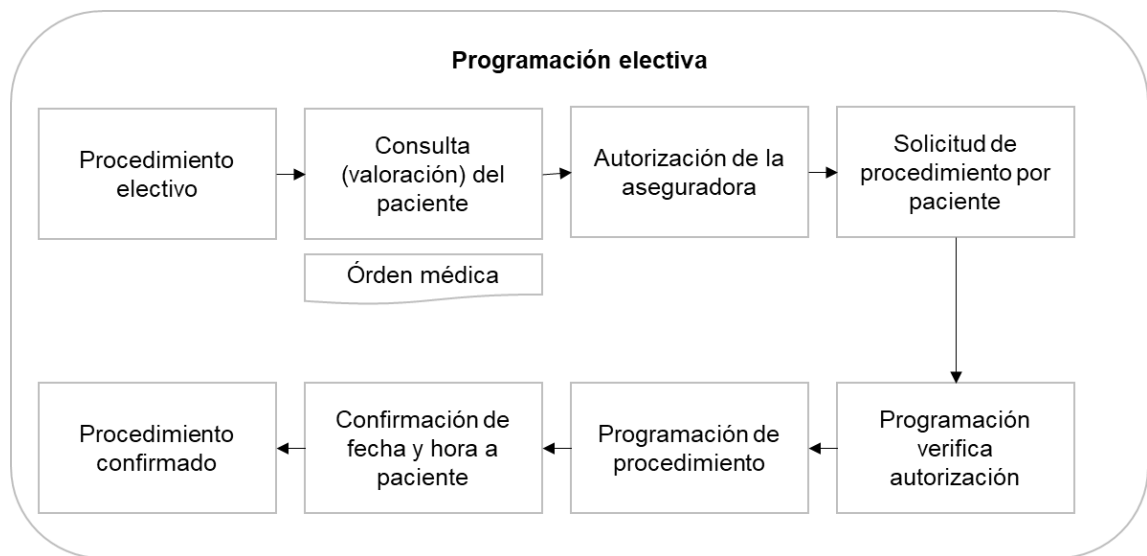 Programación electiva
Procedimiento
electivo
Consulta
(valoración) del
paciente
Autorización de la
aseguradora
Solicitud de
procedimiento por
paciente
Órden médica
Procedimiento
confirmado
Confirmación de
fecha y hora a
paciente
Programación de
procedimiento
Programación
verifica
autorización